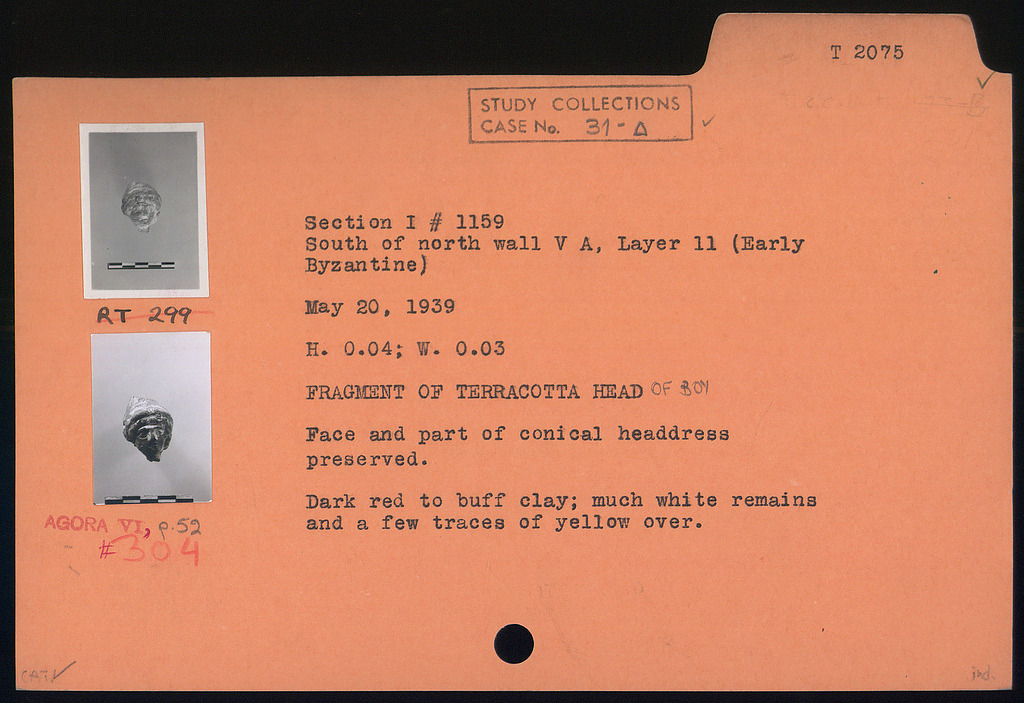 T 2075
STUDY COLLECTIONS
CASE No. 31-Δ
Section I # 1159
South of north wall V A, Layer 11 (Early
Byzantine)
May 20, 1939
H. 0.04; W. 0.03
FRAGMENT OF TERRACOTTA HEAD OF BOY
Face and part of conical headdress
preserved.
Dark red to buff clay; much white remains
and a few traces of yellow over.
RT 299
AGORA VI, p.52
#304
CAT.
ind.